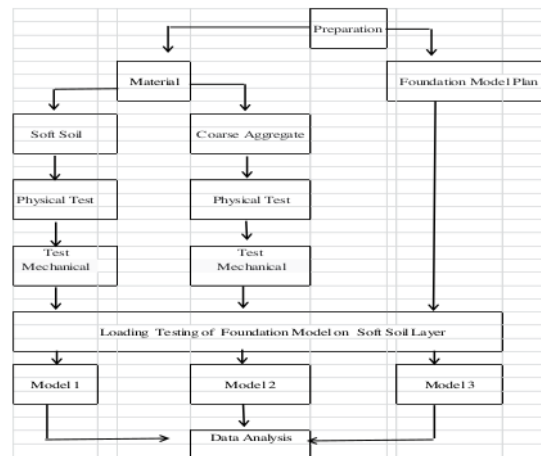 Preparation
Material
Foundation Model Plan
Soft Soil
Coarse Aggregate
Physical Test
Physical Test
Test
Mechanical
Test
Mechanical
Loading Testing of Foundation Model on Soft Soil Layer
Model 1
Model 2
Model 3
Data Analysis